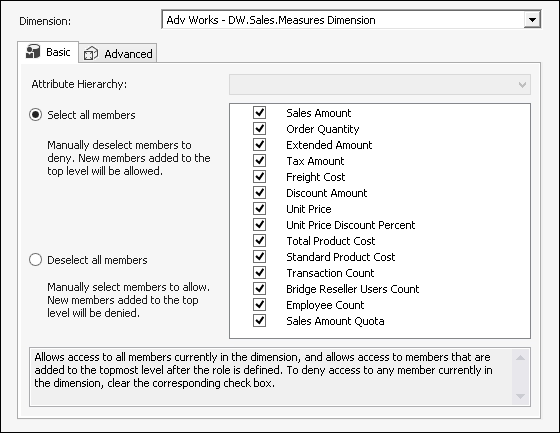 Dimension:
Adv Works - DW.Sales.Measures Dimension
Basic
Advanced
Attribute Hierarchy:
Select all members
Manually deselect members to
deny. New members added to the
top level will be allowed.
Deselect all members
Manually select members to allow.
New members added to the top
level will be denied.
Sales Amount
Order Quantity
Extended Amount
Tax Amount
Freight Cost
Discount Amount
Unit Price
Unit Price Discount Percent
Total Product Cost
Standard Product Cost
Transaction Count
Bridge Reseller Users Count
Employee Count
Sales Amount Quota
Allows access to all members currently in the dimension, and allows access to members that are
added to the topmost level after the role is defined. To deny access to any member currently in
the dimension, clear the corresponding check box.